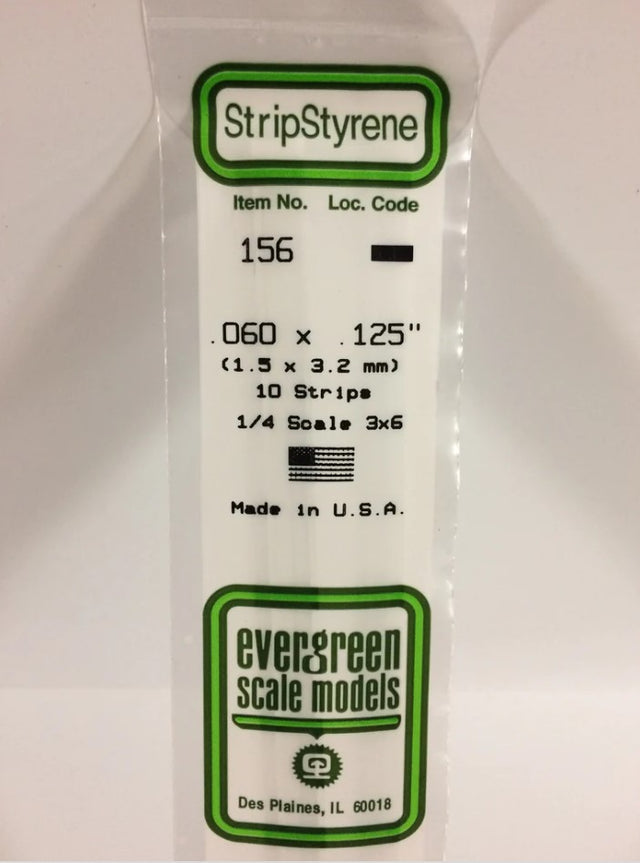 StripStyrene
Item No. Loc. Code
156
.060 x .125"
(1.5 x 3.2 mm)
10 Strips
1/4 Scale 3x6
Made in U.S.A.
evergreen
scale models
Des Plaines, IL 60018